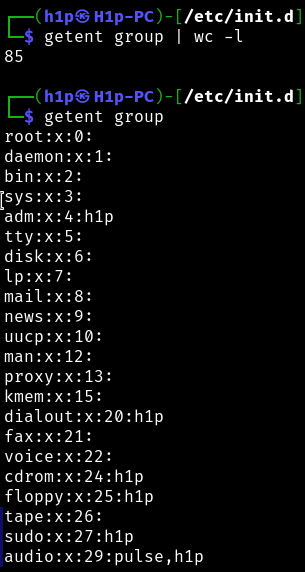 ┌──(h1p㉿H1p-PC)-[/etc/init.d]
└─$ getent group | wc -l
85
┌──(h1p㉿H1p-PC)-[/etc/init.d]
└─$ getent group
root:x:0:
daemon:x:1:
bin:x:2:
sys:x:3:
adm:x:4:h1p
tty:x:5:
disk:x:6:
lp:x:7:
mail:x:8:
news:x:9:
uucp:x:10:
man:x:12:
proxy:x:13:
kmem:x:15:
dialout:x:20:h1p
fax:x:21:
voice:x:22:
cdrom:x:24:h1p
floppy:x:25:h1p
tape:x:26:
sudo:x:27:h1p
audio:x:29:pulse,h1p